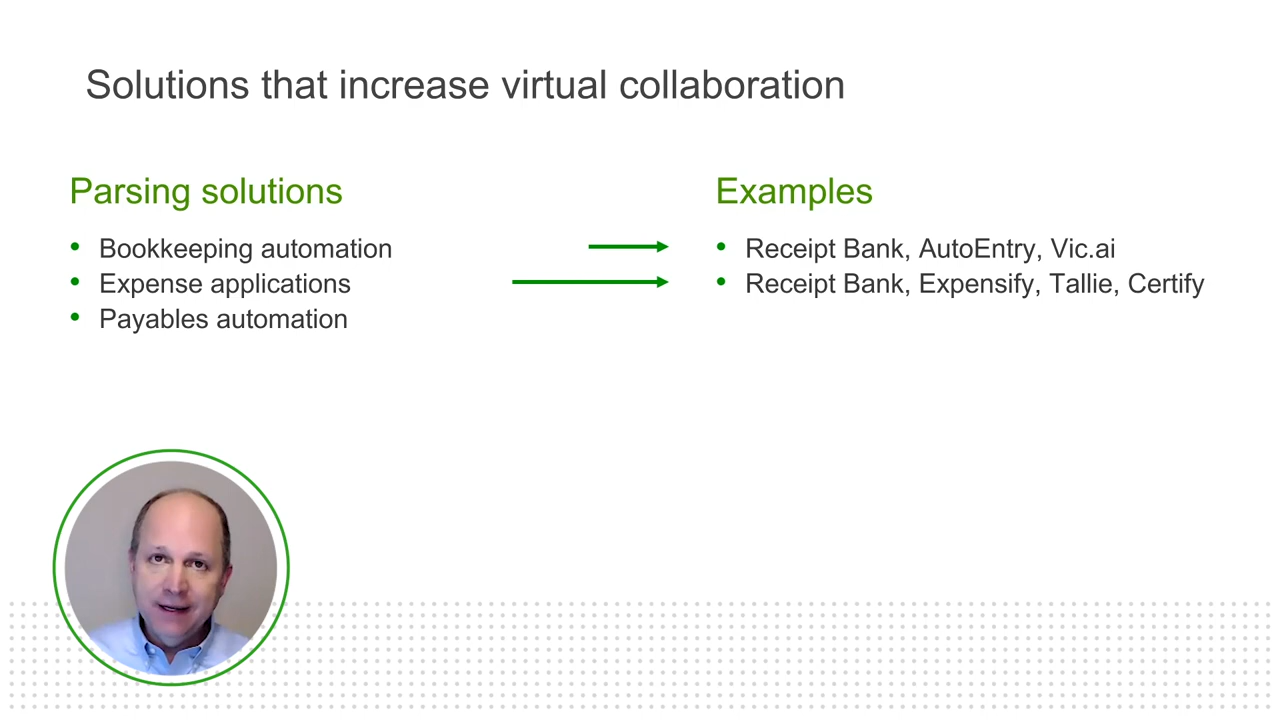 Solutions that increase virtual collaboration
Parsing solutions
• Bookkeeping automation
• Expense applications
• Payables automation
Examples
• Receipt Bank, AutoEntry, Vic.ai
• Receipt Bank, Expensify, Tallie, Certify